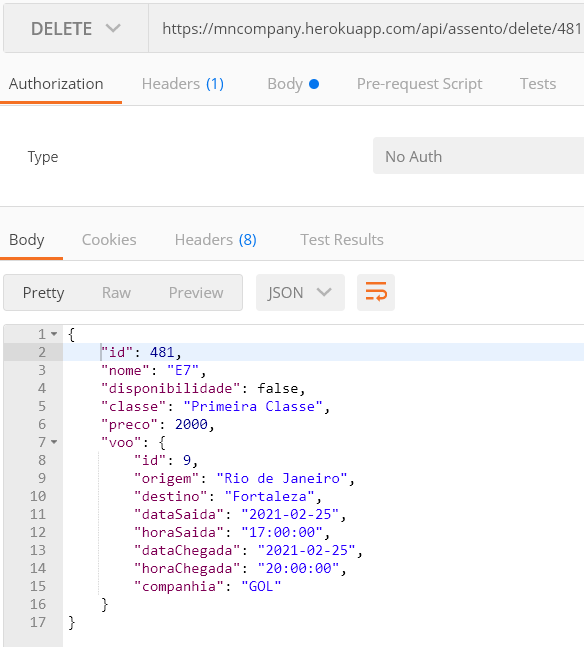 DELETE https://mncompany.herokuapp.com/api/assento/delete/481
Authorization Headers (1) Body Pre-request Script Tests
Type No Auth
Body Cookies Headers (8) Test Results
Pretty Raw Preview JSON
1 {
2 "id": 481,
3 "nome": "E7",
4 "disponibilidade": false,
5 "classe": "Primeira Classe",
6 "preco": 2000,
7 "voo": {
8 "id": 9,
9 "origem": "Rio de Janeiro",
10 "destino": "Fortaleza",
11 "dataSaida": "2021-02-25",
12 "horaSaida": "17:00:00",
13 "dataChegada": "2021-02-25",
14 "horaChegada": "20:00:00",
15 "companhia": "GOL"
16 }
17 }